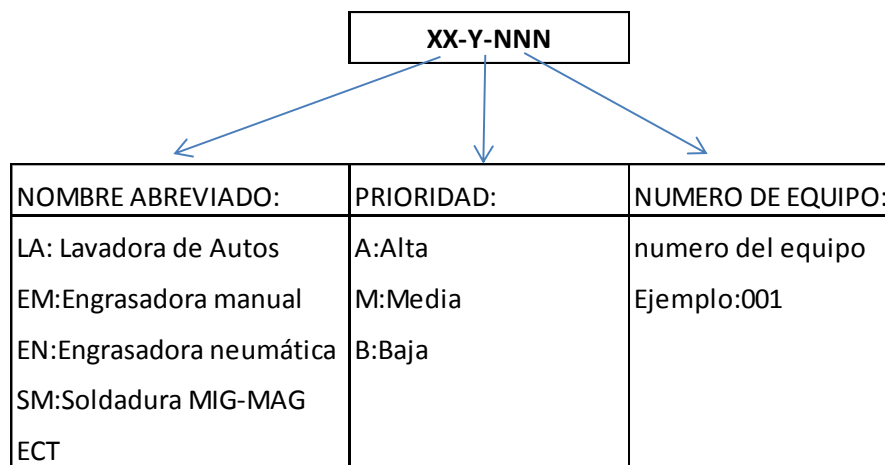 XX-Y-NNN
NOMBRE ABREVIADO:
LA: Lavadora de Autos
EM:Engrasadora manual
EN:Engrasadora neumática
SM:Soldadura MIG-MAG
ECT
PRIORIDAD:
A:Alta
M:Media
B:Baja
NUMERO DE EQUIPO:
numero del equipo
Ejemplo:001